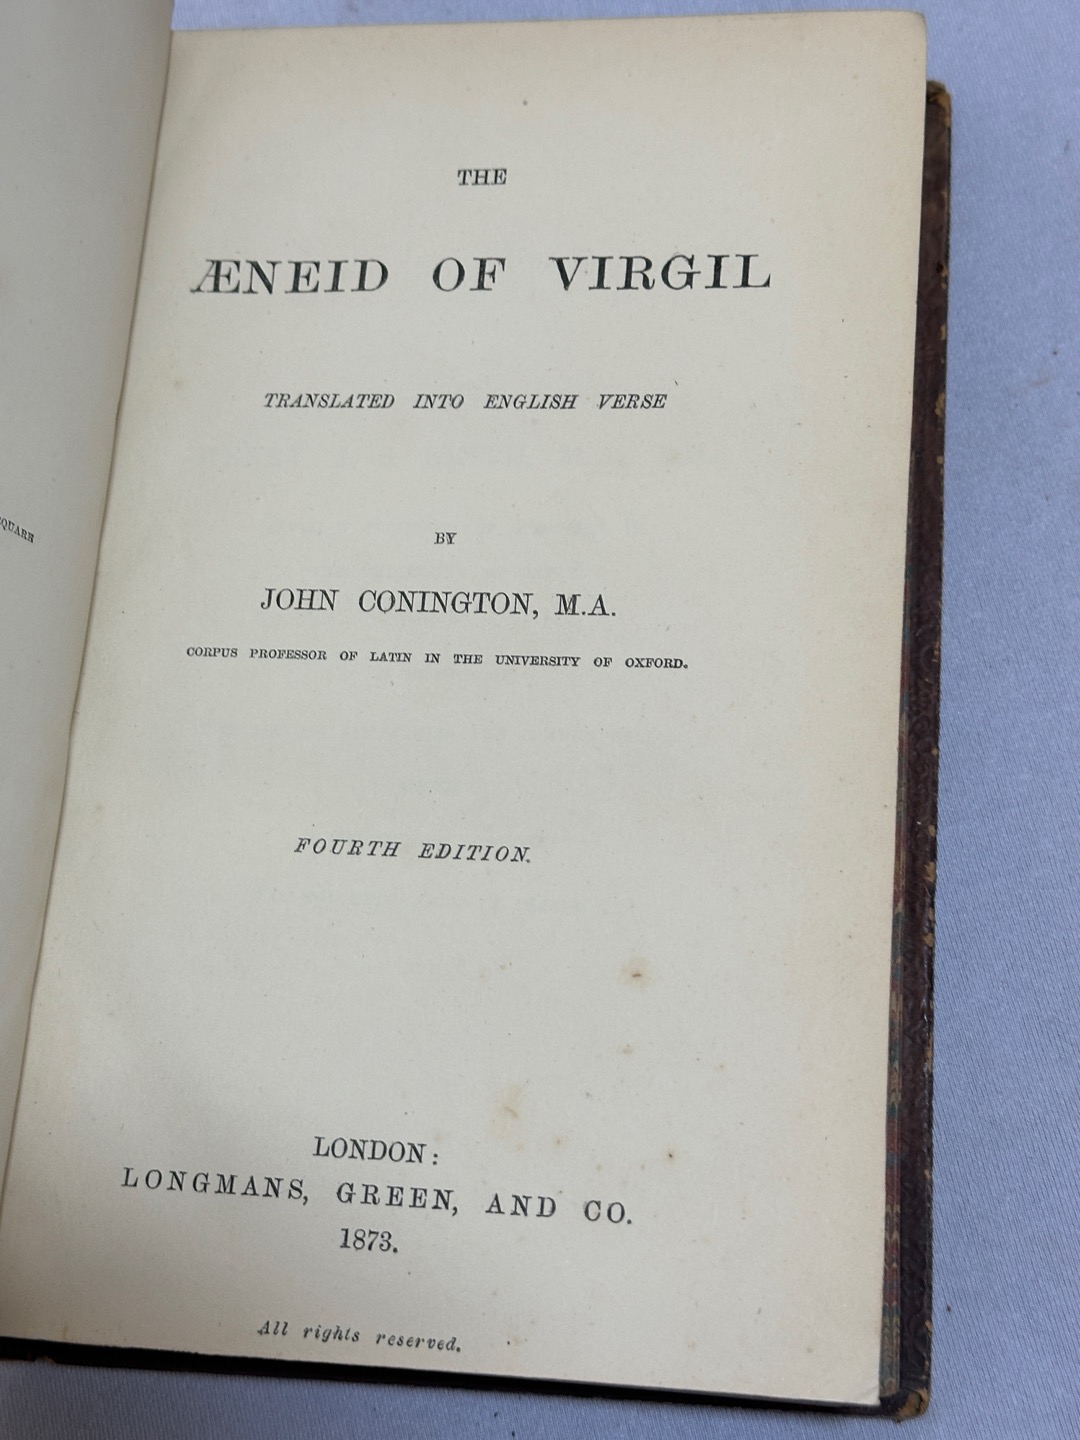 THE
ÆNEID OF VIRGIL
TRANSLATED INTO ENGLISH VERSE
BY
JOHN CONINGTON, M.A.
CORPUS PROFESSOR OF LATIN IN THE UNIVERSITY OF OXFORD.
FOURTH EDITION.
LONDON:
LONGMANS, GREEN, AND CO.
1873.
All rights reserved.